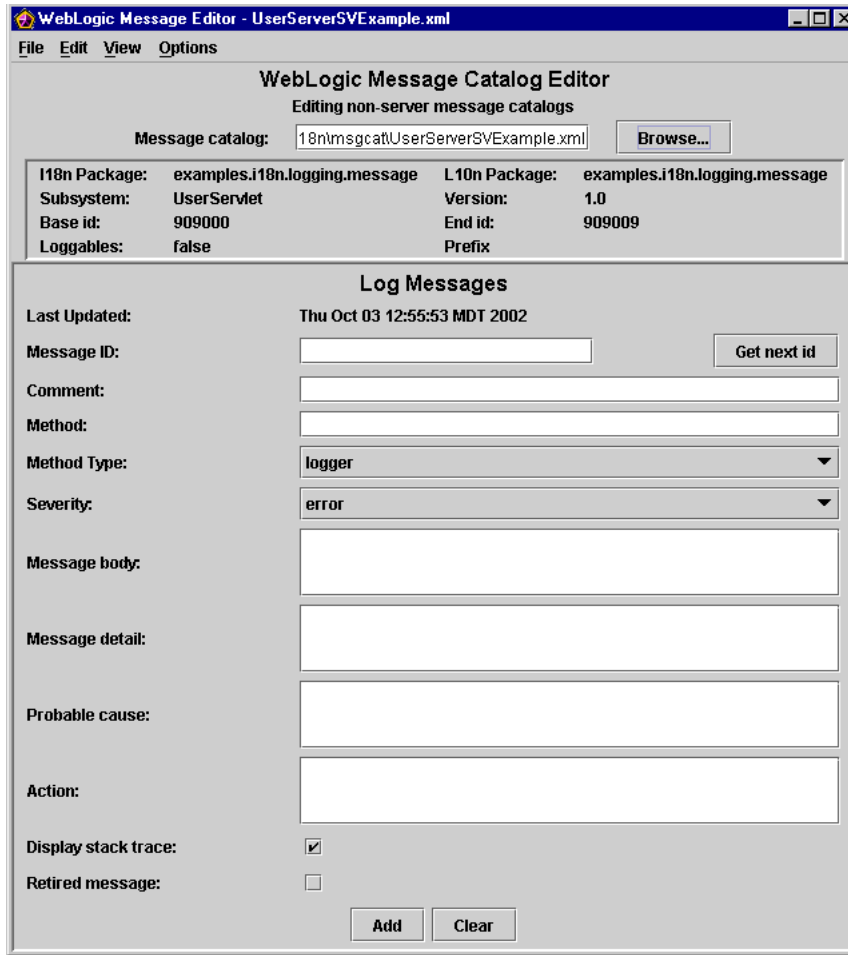 WebLogic Message Editor - UserServerSVExample.xml
File Edit View Options
WebLogic Message Catalog Editor
Editing non-server message catalogs
Message catalog: 18n\msgcat\UserServerSVExample.xml Browse...
I18n Package: examples.i18n.logging.message L10n Package: examples.i18n.logging.message
Subsystem: UserServlet Version: 1.0
Base id: 909000 End id: 909009
Loggables: false Prefix
Log Messages
Last Updated: Thu Oct 03 12:55:53 MDT 2002
Message ID: Get next id
Comment:
Method:
Method Type: logger
Severity: error
Message body:
Message detail:
Probable cause:
Action:
Display stack trace:
Retired message:
Add Clear